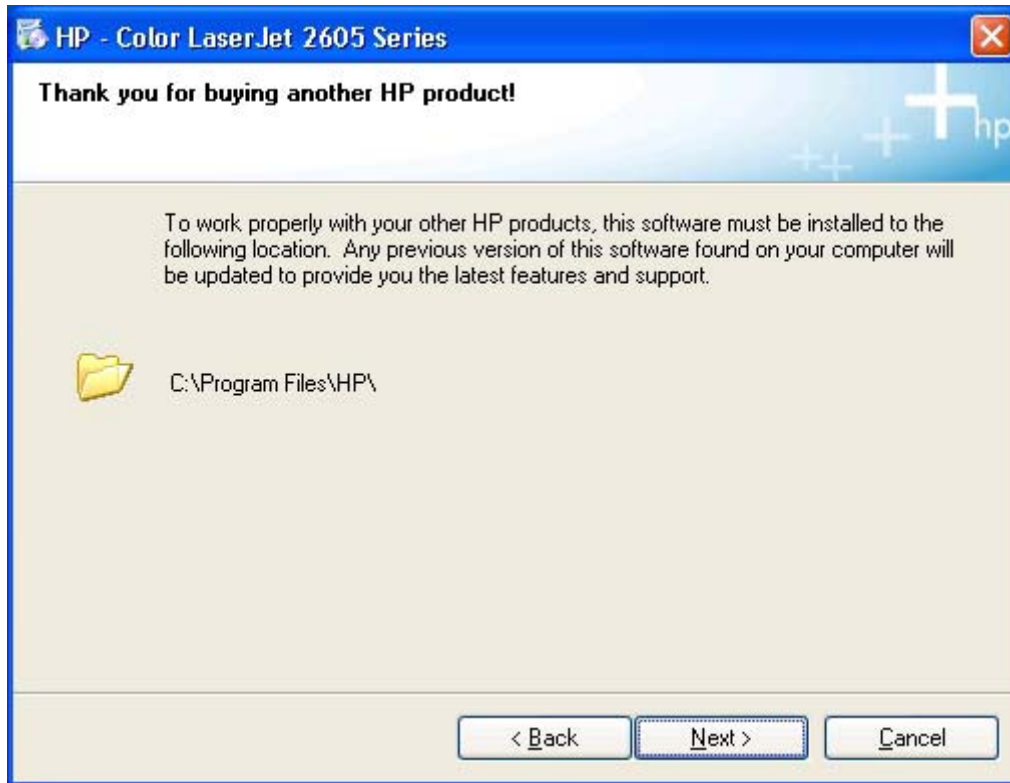 HP - Color LaserJet 2605 Series
Thank you for buying another HP product!
hp
To work properly with your other HP products, this software must be installed to the
following location.  Any previous version of this software found on your computer will
be updated to provide you the latest features and support.
C:\Program Files\HP\
< Back
Next >
Cancel